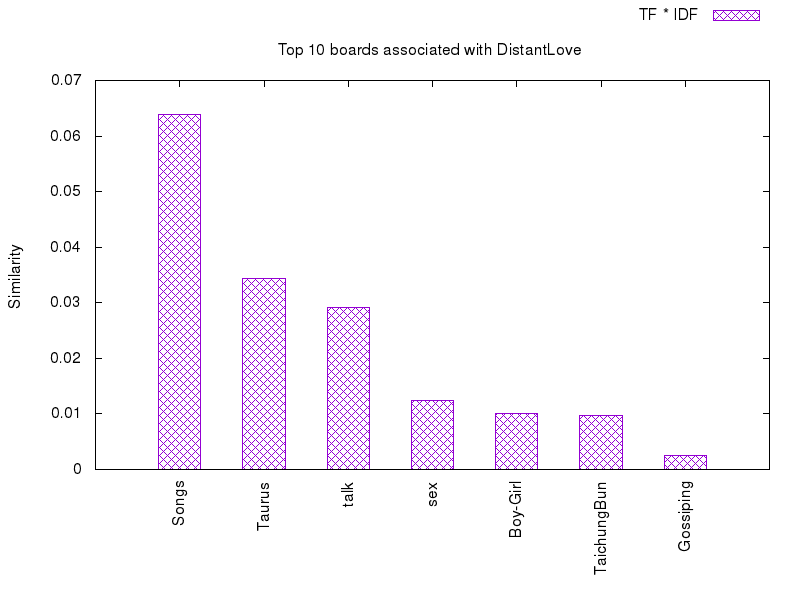 TF * IDF
Top 10 boards associated with DistantLove
0.07
0.06
0.05
0.04
0.03
0.02
0.01
0
Similarity
Songs
Taurus
talk
sex
Boy-Girl
TaichungBun
Gossiping